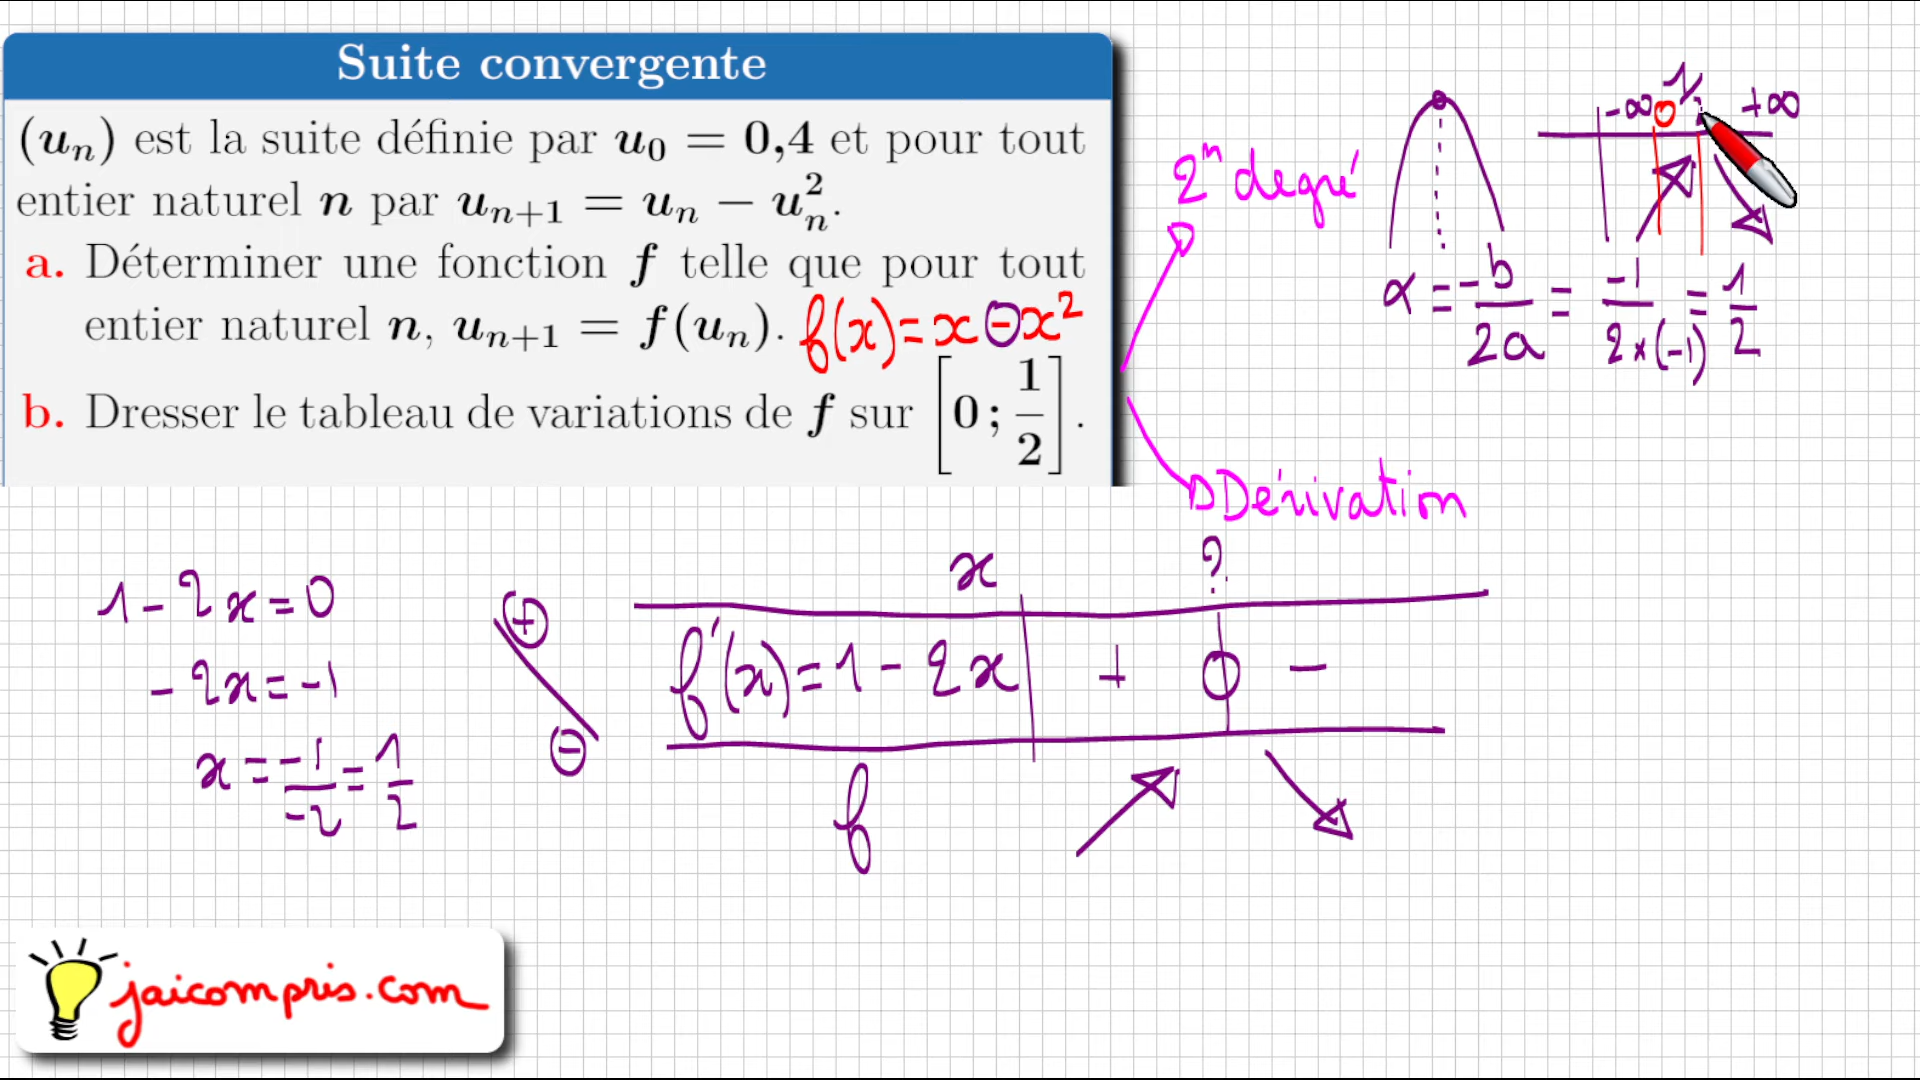 Suite convergente
(uₙ) est la suite définie par u₀ = 0,4 et pour tout
entier naturel n par uₙ₊₁ = uₙ − uₙ².
a. Déterminer une fonction f telle que pour tout
entier naturel n, uₙ₊₁ = f(uₙ). f(x) = x − x²
b. Dresser le tableau de variations de f sur [0 ; 1/2].
2ⁿ degré
α = -b/2a = -1/(2×(-1)) = 1/2
-∞ 0 +∞
Dérivation
1 - 2x = 0
-2x = -1
x = -1/-2 = 1/2
+
-
x ?
f'(x) = 1 - 2x + 0 -
f
jaicompris.com